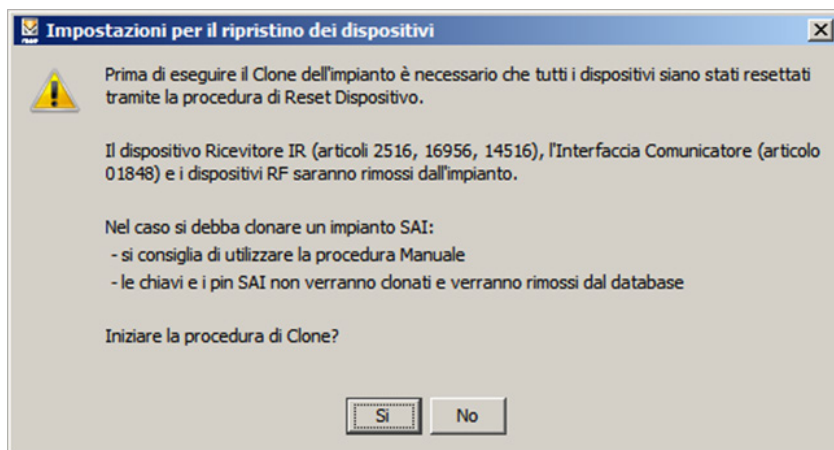 Impostazioni per il ripristino dei dispositivi
Prima di eseguire il Clone dell'impianto è necessario che tutti i dispositivi siano stati resettati
tramite la procedura di Reset Dispositivo.
Il dispositivo Ricevitore IR (articoli 2516, 16956, 14516), l'Interfaccia Comunicatore (articolo
01848) e i dispositivi RF saranno rimossi dall'impianto.
Nel caso si debba clonare un impianto SAI:
- si consiglia di utilizzare la procedura Manuale
- le chiavi e i pin SAI non verranno clonati e verranno rimossi dal database
Iniziare la procedura di Clone?
Si
No